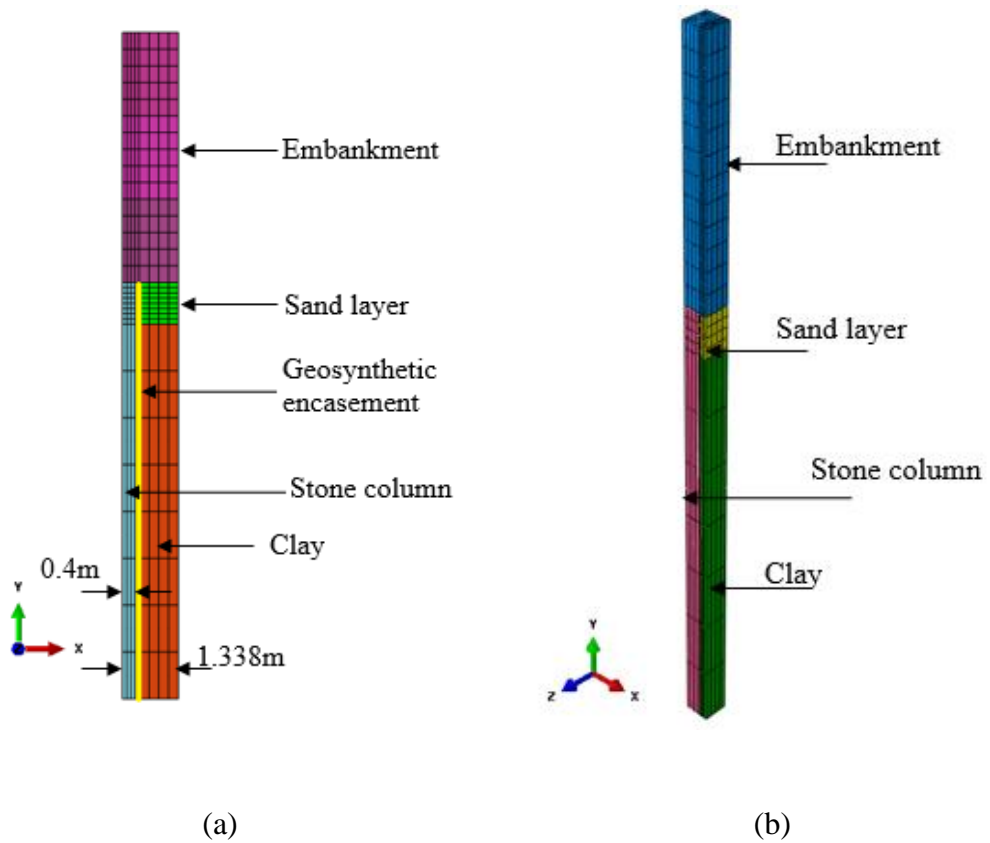 Embankment
Sand layer
Geosynthetic
encasement
Stone column
Clay
0.4m
Y
X
1.338m
(a)
Embankment
Sand layer
Stone column
Clay
Y
Z
X
(b)